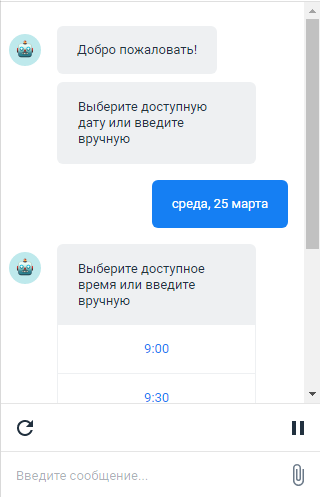 Добро пожаловать!
Выберите доступную
дату или введите
вручную
среда, 25 марта
Выберите доступное
время или введите
вручную
9:00
9:30
Введите сообщение...